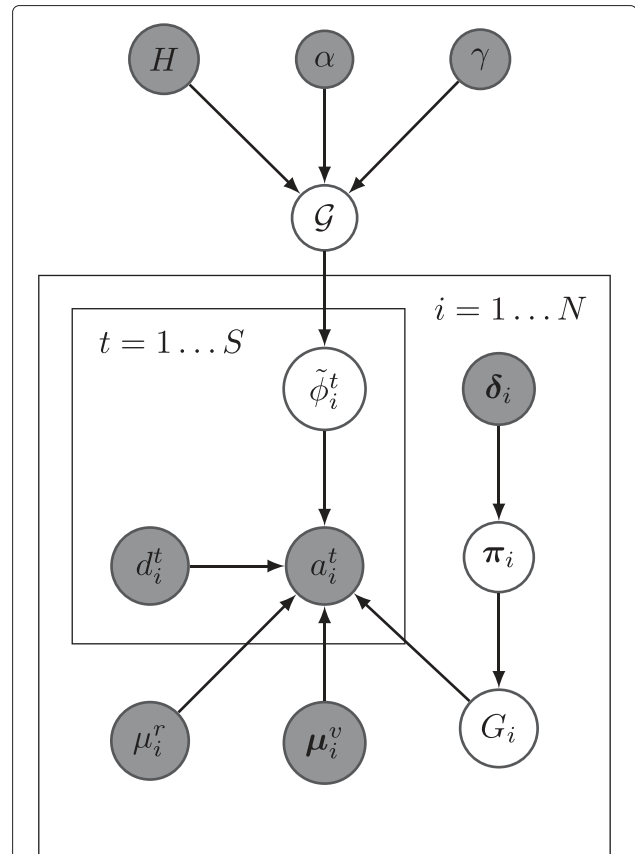 H α γ
𝒢
i = 1 … N
t = 1 … S
φ̃ᵢᵗ 𝜹ᵢ
dᵢᵗ aᵢᵗ 𝝅ᵢ
μᵢʳ 𝝁ᵢᵛ Gᵢ